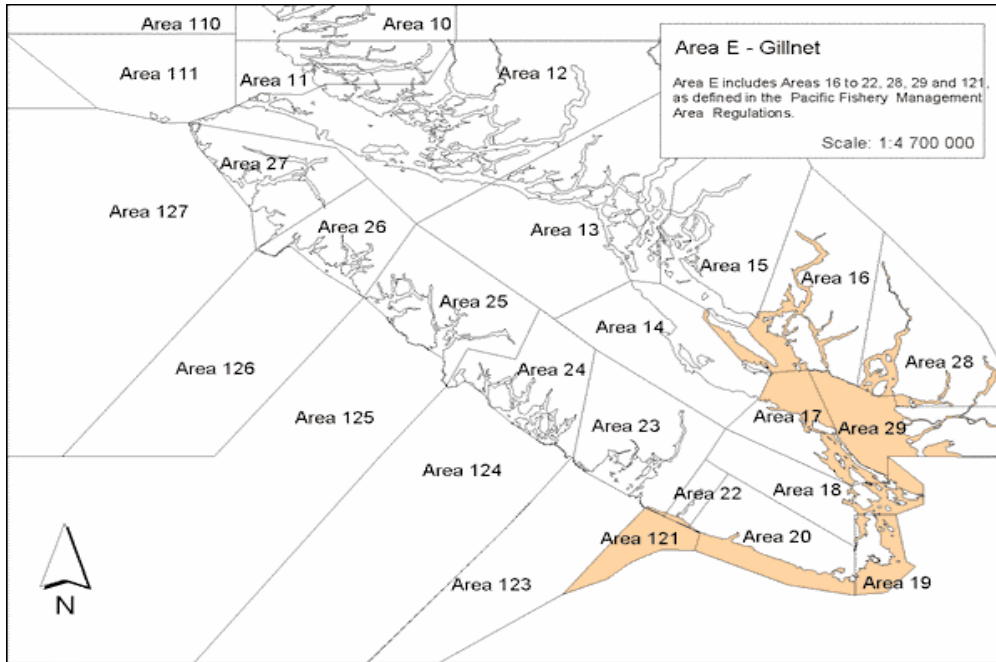 Area 110
Area 10
Area E - Gillnet
Area E includes Areas 16 to 22, 28, 29 and 121,
as defined in the Pacific Fishery Management
Area Regulations.
Scale: 1:4 700 000
Area 111
Area 11
Area 12
Area 27
Area 127
Area 26
Area 13
Area 15
Area 16
Area 25
Area 14
Area 28
Area 126
Area 24
Area 125
Area 17
Area 29
Area 23
Area 124
Area 22
Area 18
Area 121
Area 20
Area 123
Area 19
N